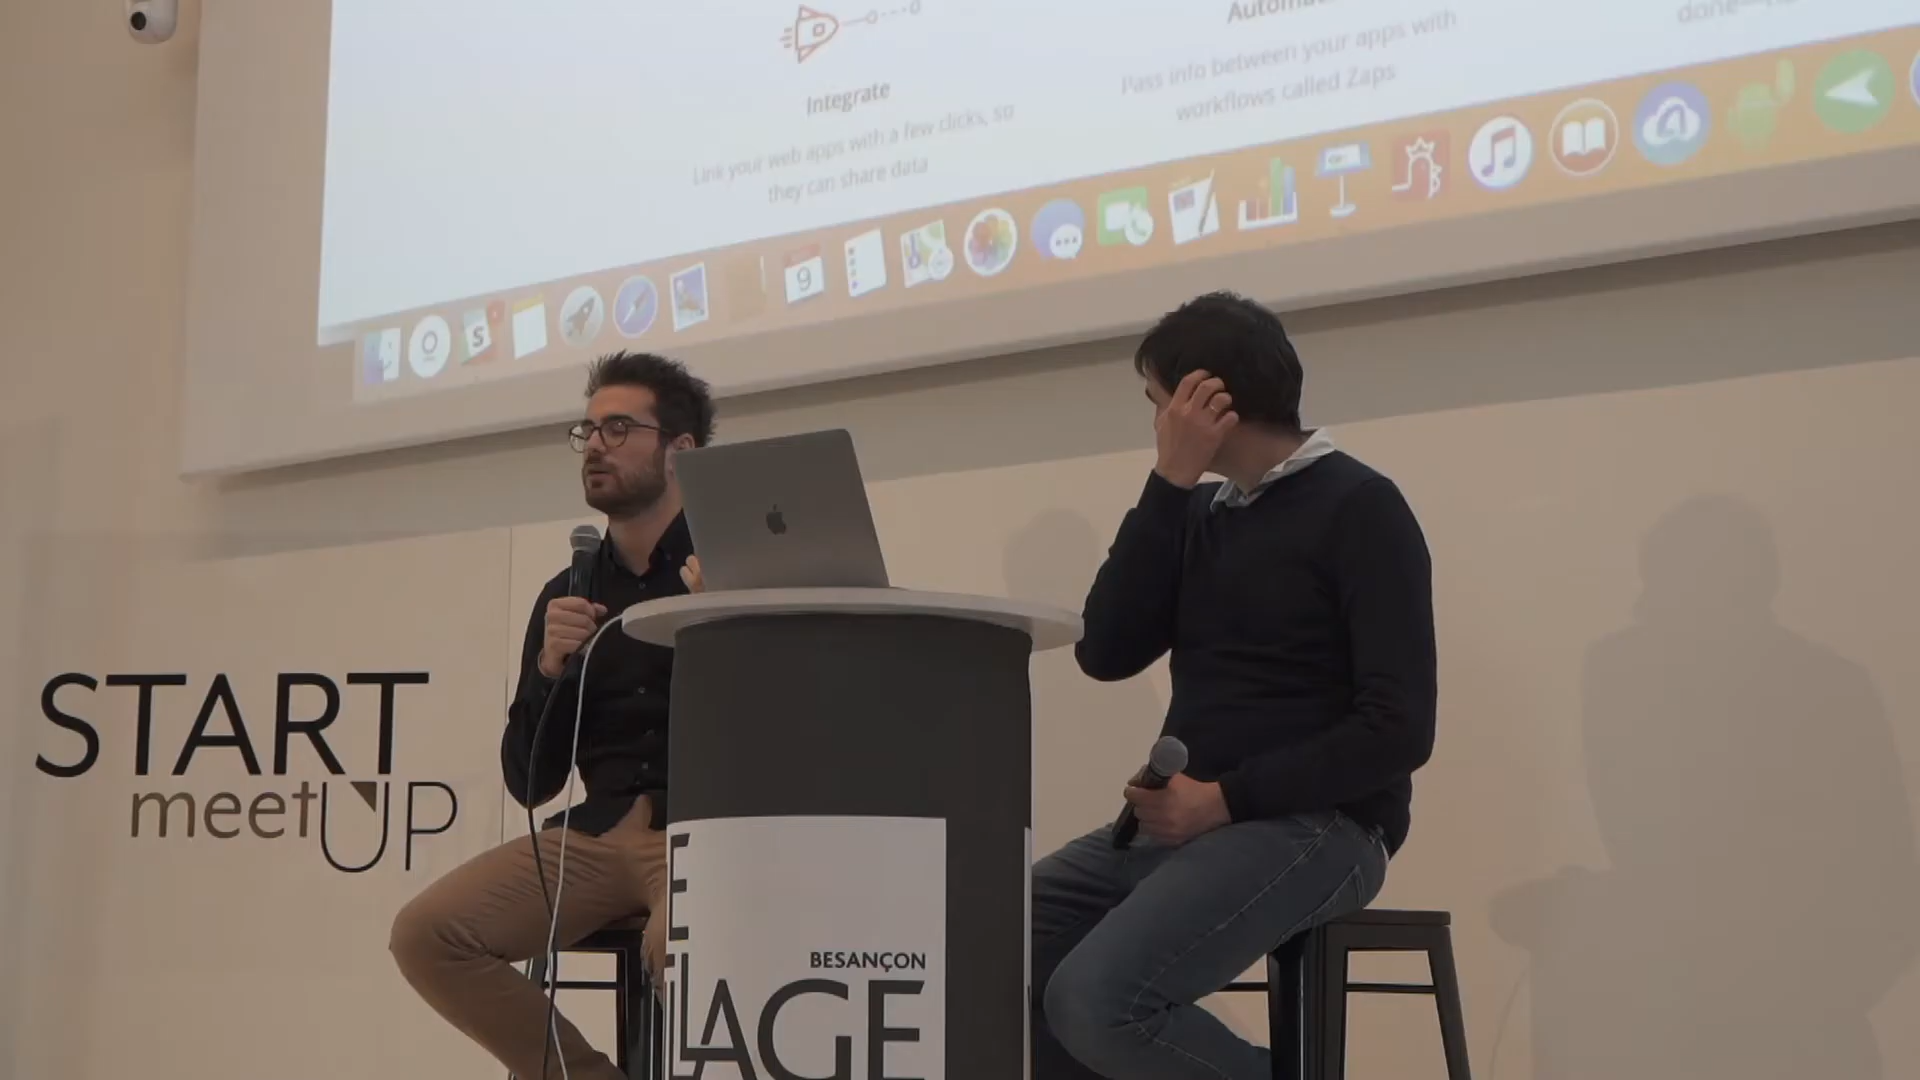 Integrate
Link your web apps with a few clicks, so
they can share data
Pass info between your apps with
workflows called Zaps
9
S
START
meetUP
BESANÇON
LAGE